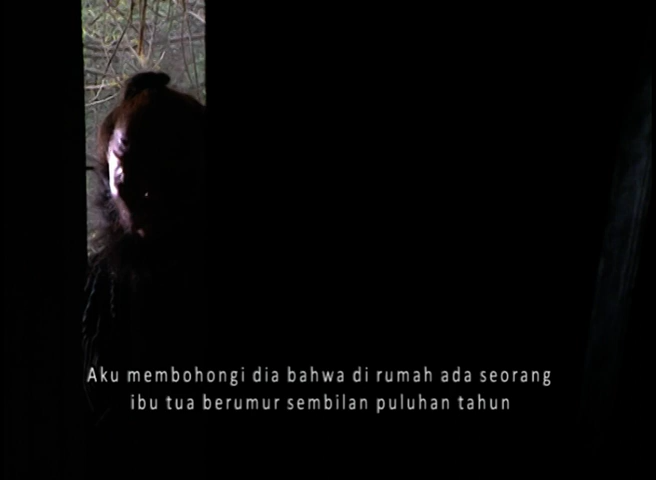 Aku membohongi dia bahwa di rumah ada seorang
ibu tua berumur sembilan puluhan tahun